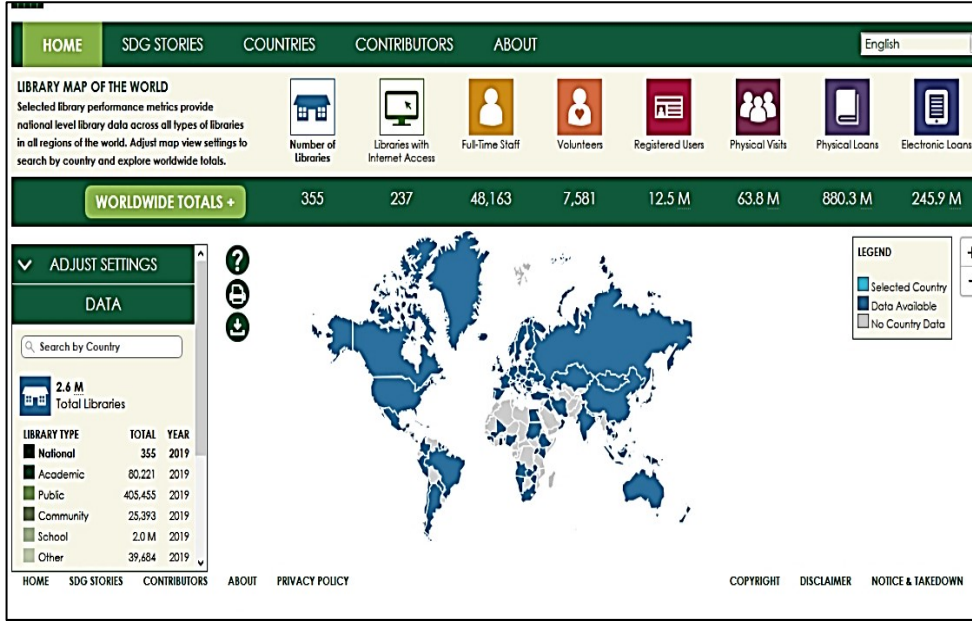 HOME SDG STORIES COUNTRIES CONTRIBUTORS ABOUT English
LIBRARY MAP OF THE WORLD
Selected library performance metrics provide
national level library data across all types of libraries
in all regions of the world. Adjust map view settings to
search by country and explore worldwide totals.
Number of
Libraries
Libraries with
Internet Access
Full-Time Staff
Volunteers
Registered Users
Physical Visits
Physical Loans
Electronic Loans
WORLDWIDE TOTALS + 355 237 48,163 7,581 12.5 M 63.8 M 880.3 M 245.9 M
ADJUST SETTINGS
DATA
Search by Country
2.6 M
Total Libraries
LIBRARY TYPE TOTAL YEAR
National 355 2019
Academic 80,221 2019
Public 405,455 2019
Community 25,393 2019
School 2.0 M 2019
Other 39,684 2019
?
LEGEND
Selected Country
Data Available
No Country Data
+
-
HOME SDG STORIES CONTRIBUTORS ABOUT PRIVACY POLICY COPYRIGHT DISCLAIMER NOTICE & TAKEDOWN